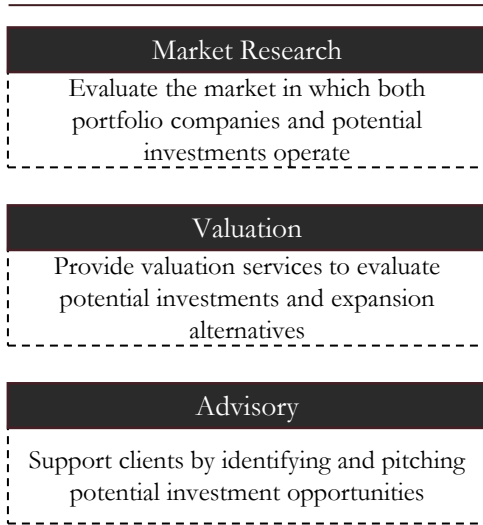 Market Research
Evaluate the market in which both
portfolio companies and potential
investments operate
Valuation
Provide valuation services to evaluate
potential investments and expansion
alternatives
Advisory
Support clients by identifying and pitching
potential investment opportunities